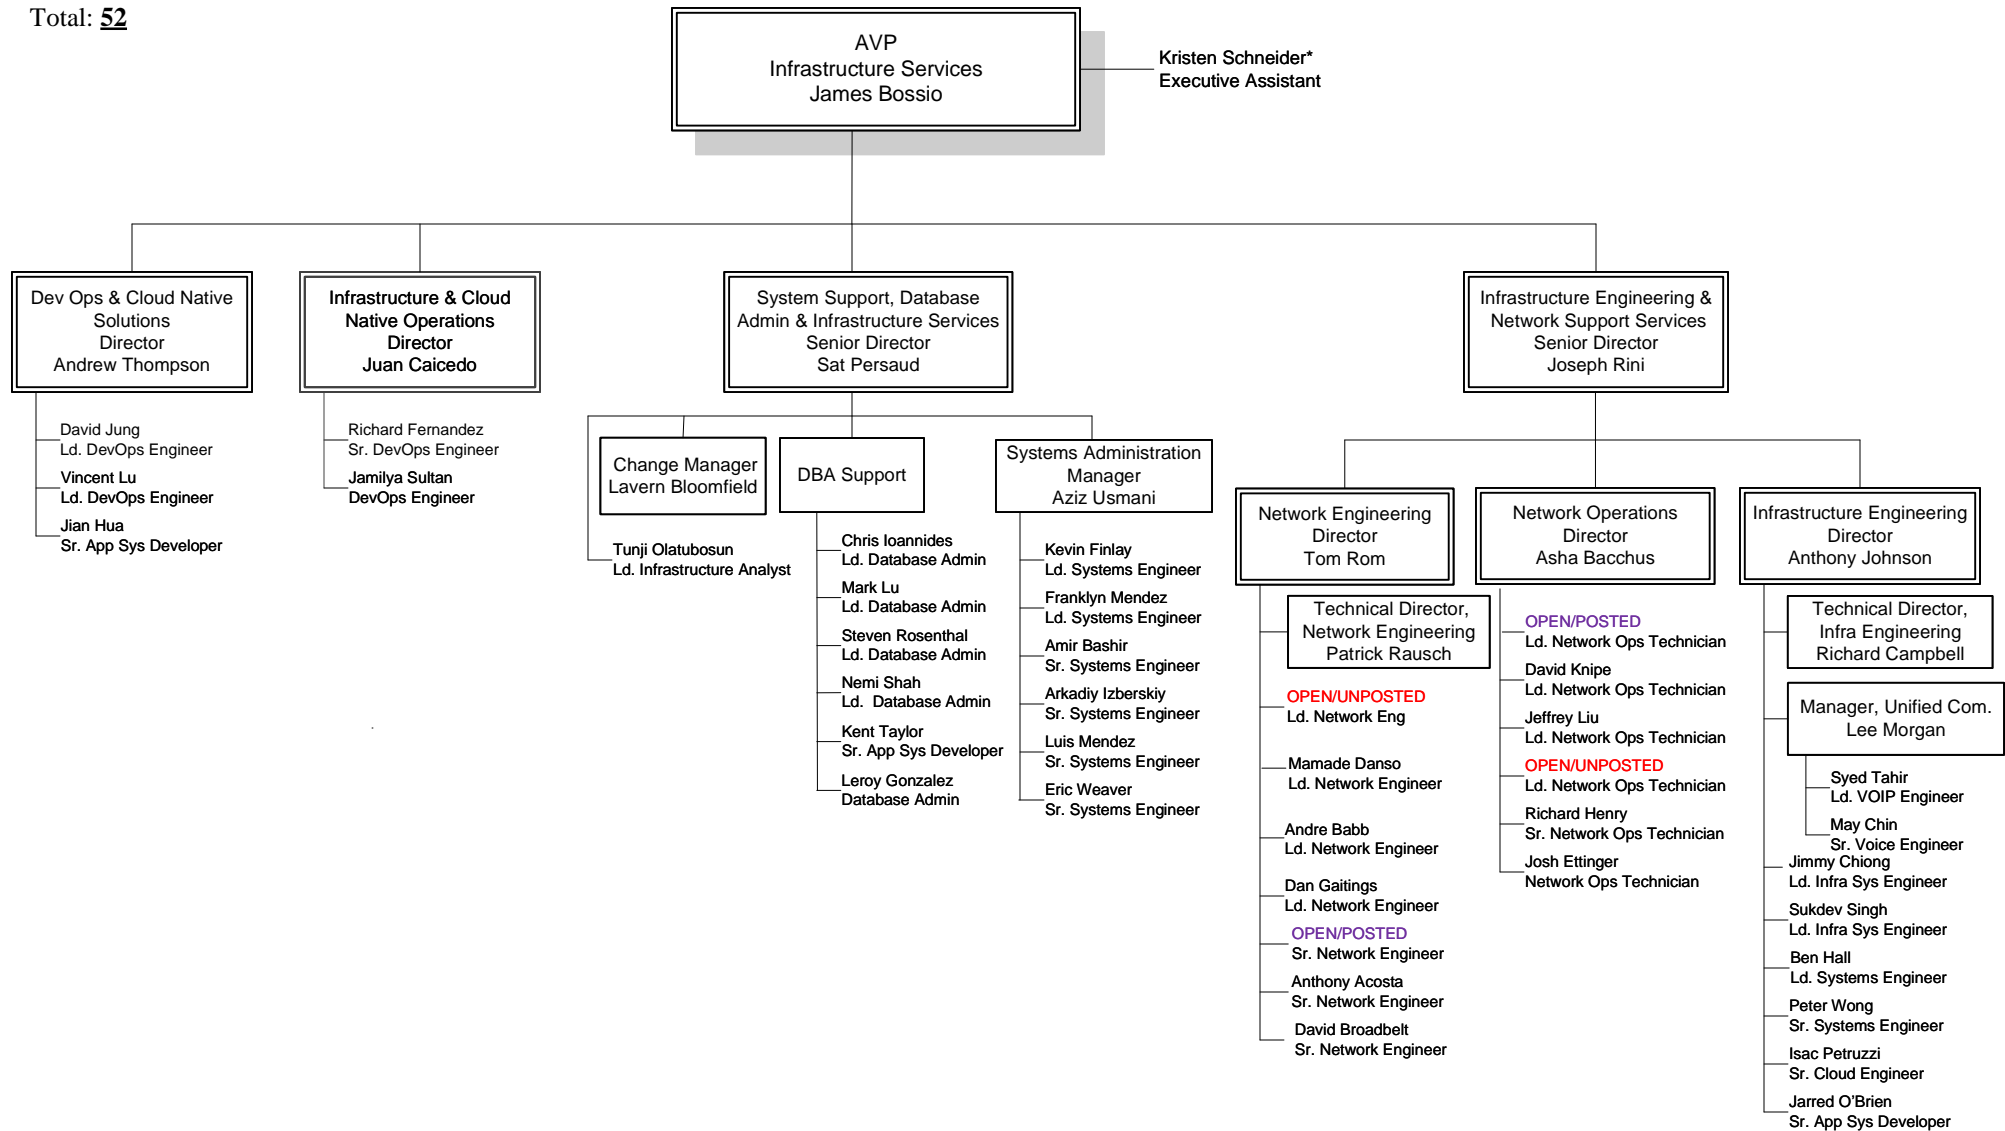 Total: 52
AVP
Infrastructure Services
James Bossio
Kristen Schneider*
Executive Assistant
Dev Ops & Cloud Native
Solutions
Director
Andrew Thompson
David Jung
Ld. DevOps Engineer
Vincent Lu
Ld. DevOps Engineer
Jian Hua
Sr. App Sys Developer
Infrastructure & Cloud
Native Operations
Director
Juan Caicedo
Richard Fernandez
Sr. DevOps Engineer
Jamilya Sultan
DevOps Engineer
System Support, Database
Admin & Infrastructure Services
Senior Director
Sat Persaud
Change Manager
Lavern Bloomfield
Tunji Olatubosun
Ld. Infrastructure Analyst
DBA Support
Chris Ioannides
Ld. Database Admin
Mark Lu
Ld. Database Admin
Steven Rosenthal
Ld. Database Admin
Nemi Shah
Ld.  Database Admin
Kent Taylor
Sr. App Sys Developer
Leroy Gonzalez
Database Admin
Systems Administration
Manager
Aziz Usmani
Kevin Finlay
Ld. Systems Engineer
Franklyn Mendez
Ld. Systems Engineer
Amir Bashir
Sr. Systems Engineer
Arkadiy Izberskiy
Sr. Systems Engineer
Luis Mendez
Sr. Systems Engineer
Eric Weaver
Sr. Systems Engineer
Infrastructure Engineering &
Network Support Services
Senior Director
Joseph Rini
Network Engineering
Director
Tom Rom
Technical Director,
Network Engineering
Patrick Rausch
OPEN/UNPOSTED
Ld. Network Eng
Mamade Danso
Ld. Network Engineer
Andre Babb
Ld. Network Engineer
Dan Gaitings
Ld. Network Engineer
OPEN/POSTED
Sr. Network Engineer
Anthony Acosta
Sr. Network Engineer
David Broadbelt
Sr. Network Engineer
Network Operations
Director
Asha Bacchus
OPEN/POSTED
Ld. Network Ops Technician
David Knipe
Ld. Network Ops Technician
Jeffrey Liu
Ld. Network Ops Technician
OPEN/UNPOSTED
Ld. Network Ops Technician
Richard Henry
Sr. Network Ops Technician
Josh Ettinger
Network Ops Technician
Infrastructure Engineering
Director
Anthony Johnson
Technical Director,
Infra Engineering
Richard Campbell
Manager, Unified Com.
Lee Morgan
Syed Tahir
Ld. VOIP Engineer
May Chin
Sr. Voice Engineer
Jimmy Chiong
Ld. Infra Sys Engineer
Sukdev Singh
Ld. Infra Sys Engineer
Ben Hall
Ld. Systems Engineer
Peter Wong
Sr. Systems Engineer
Isac Petruzzi
Sr. Cloud Engineer
Jarred O’Brien
Sr. App Sys Developer